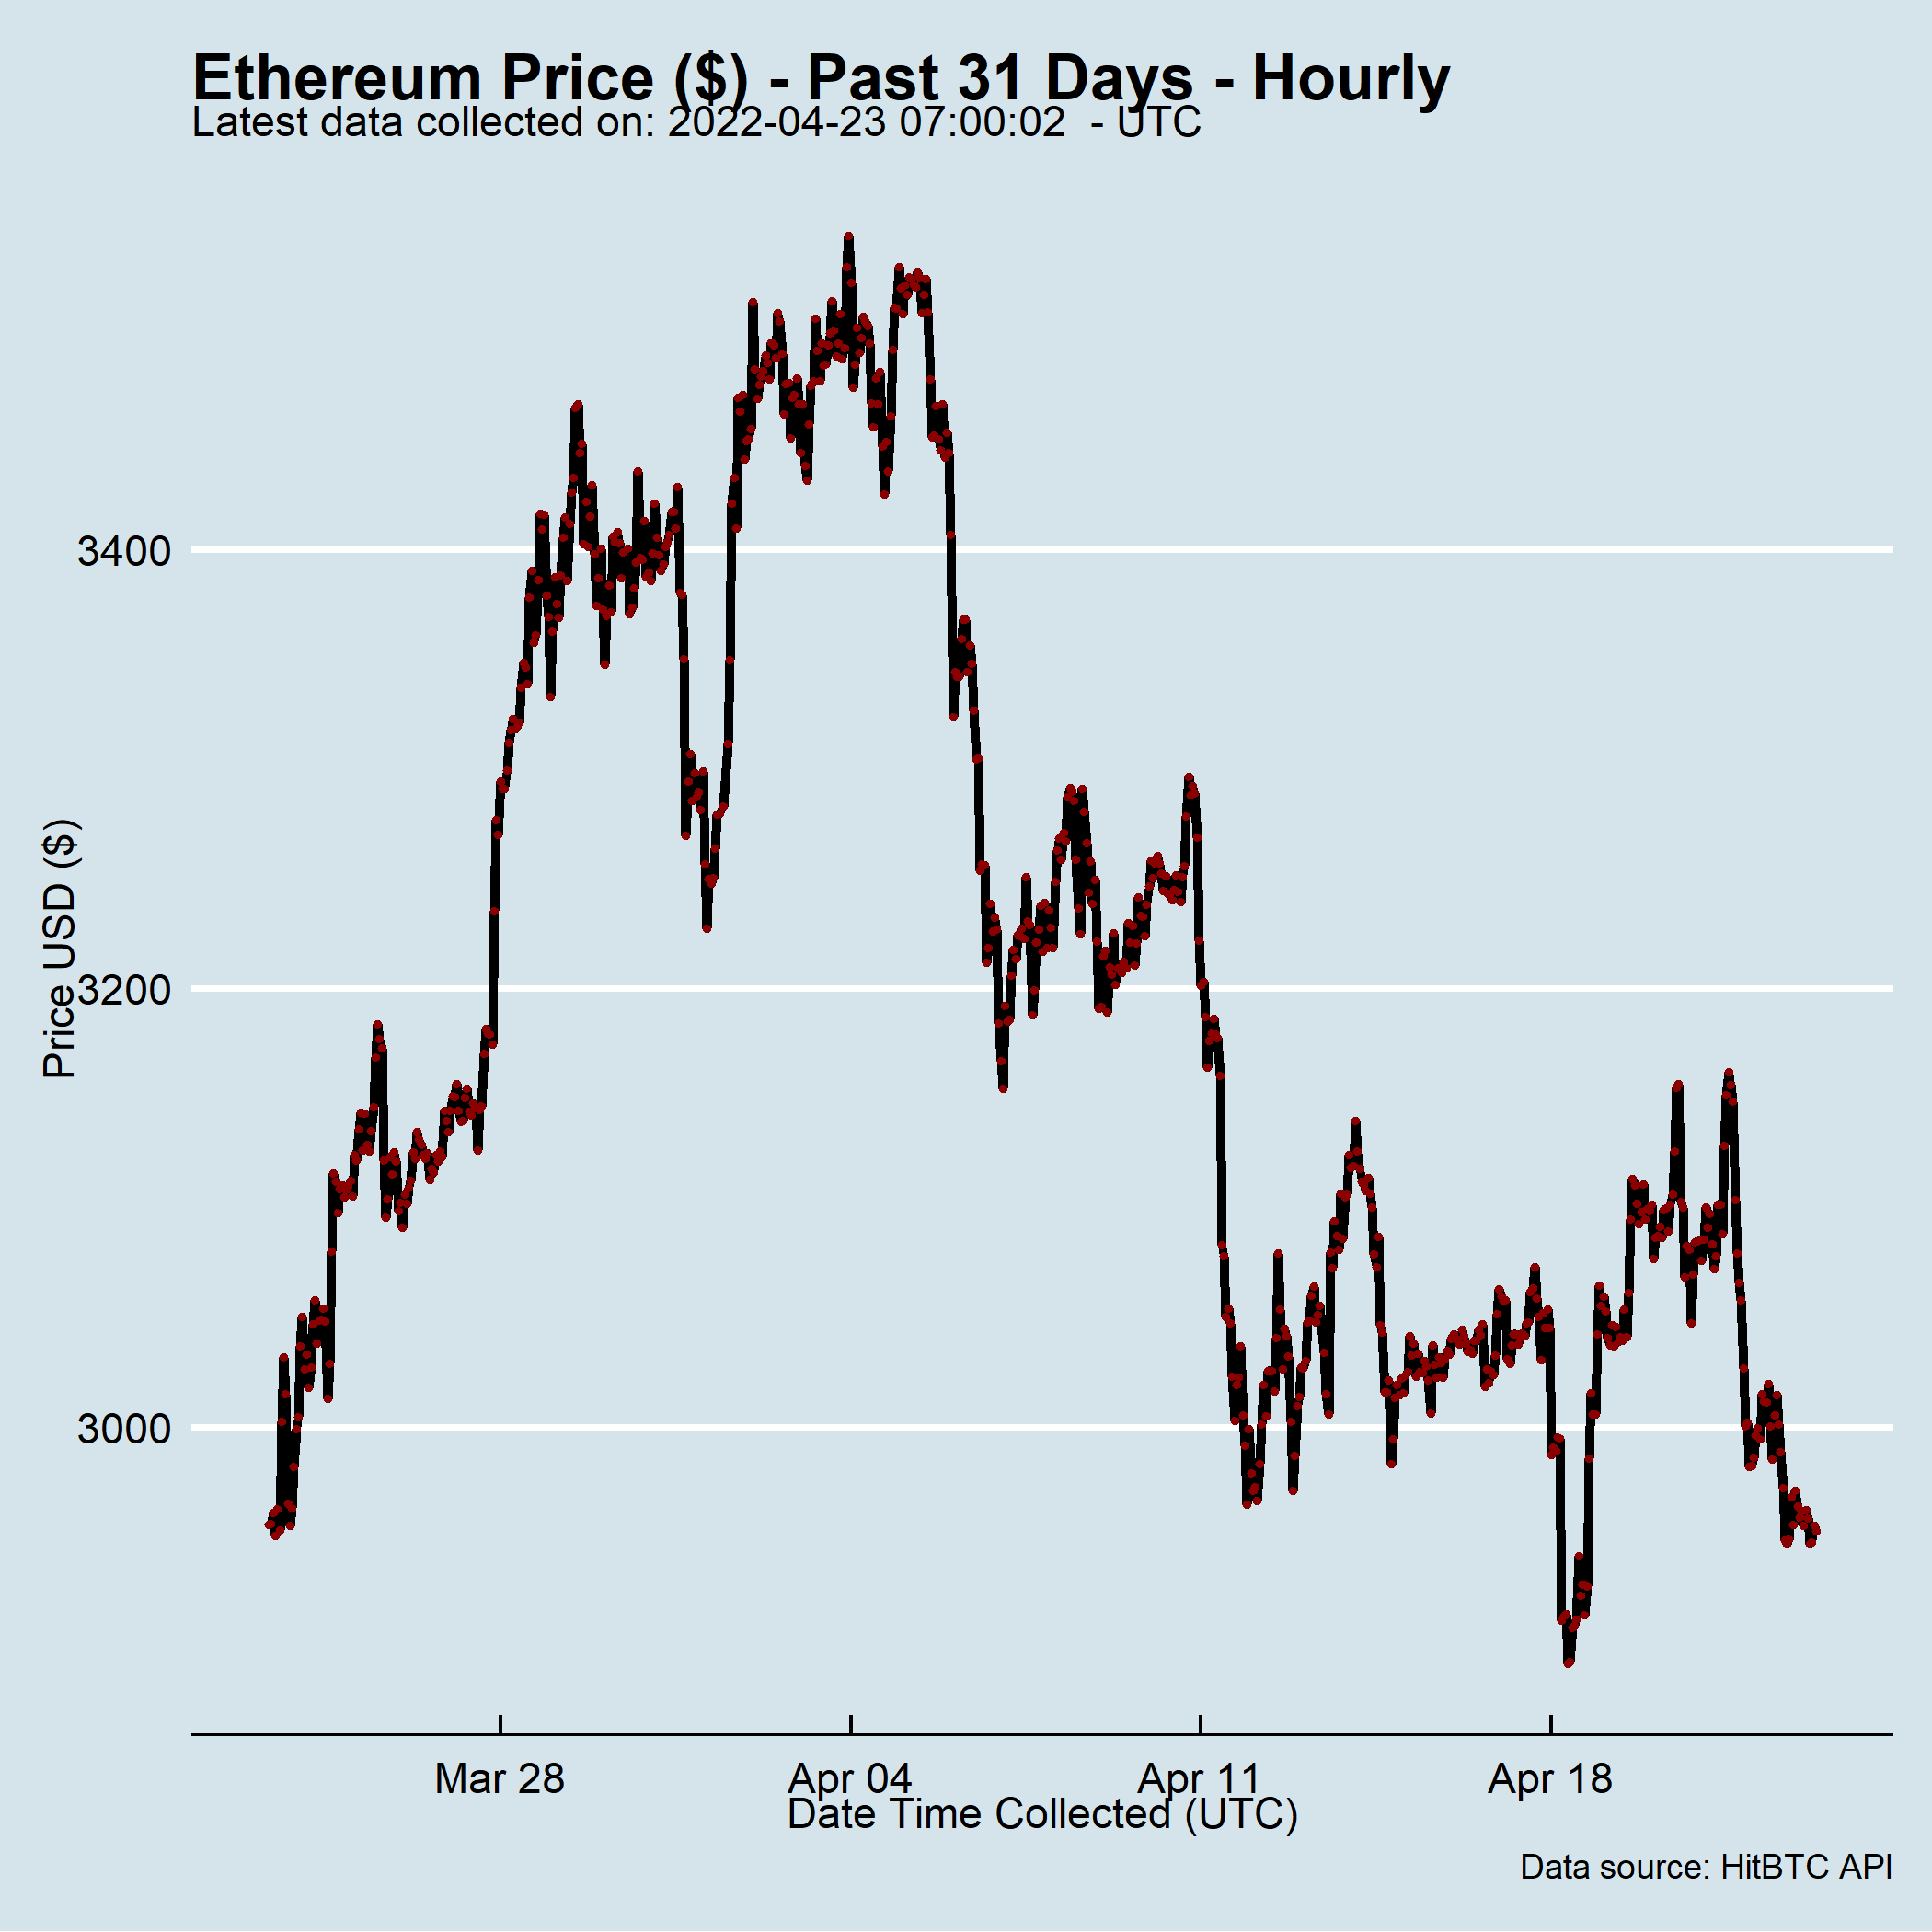 Ethereum Price ($) - Past 31 Days - Hourly
Latest data collected on: 2022-04-23 07:00:02  - UTC
Price USD ($)
3400
3200
3000
Mar 28 Apr 04 Apr 11 Apr 18
Date Time Collected (UTC)
Data source: HitBTC API